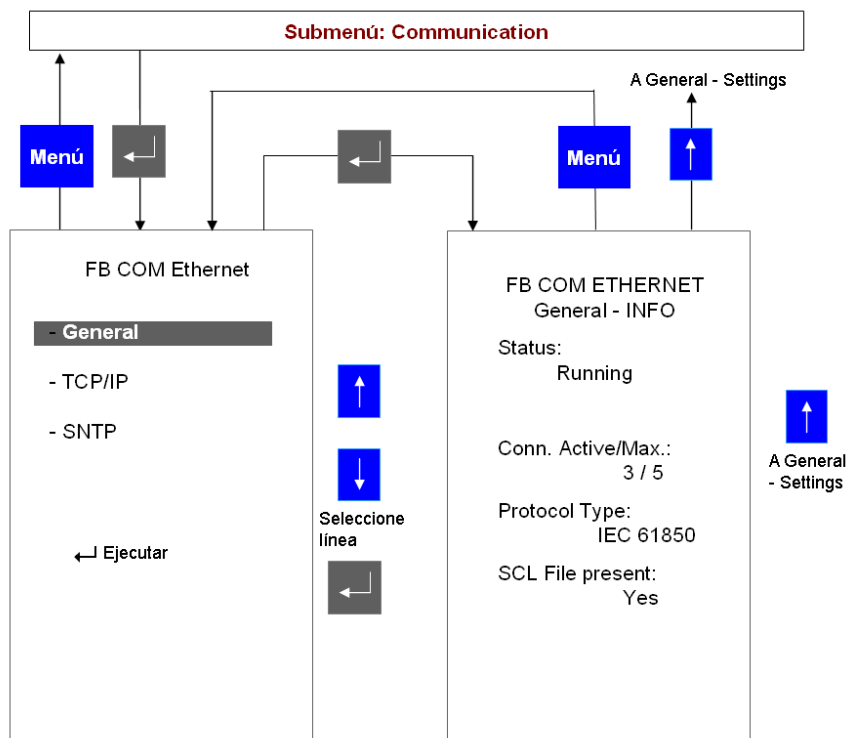 Submenú: Communication
A General - Settings
Menú
Menú
FB COM Ethernet
- General
- TCP/IP
- SNTP
Ejecutar
Seleccione
línea
FB COM ETHERNET
General - INFO
Status:
Running
Conn. Active/Max.:
3 / 5
Protocol Type:
IEC 61850
SCL File present:
Yes
A General
- Settings